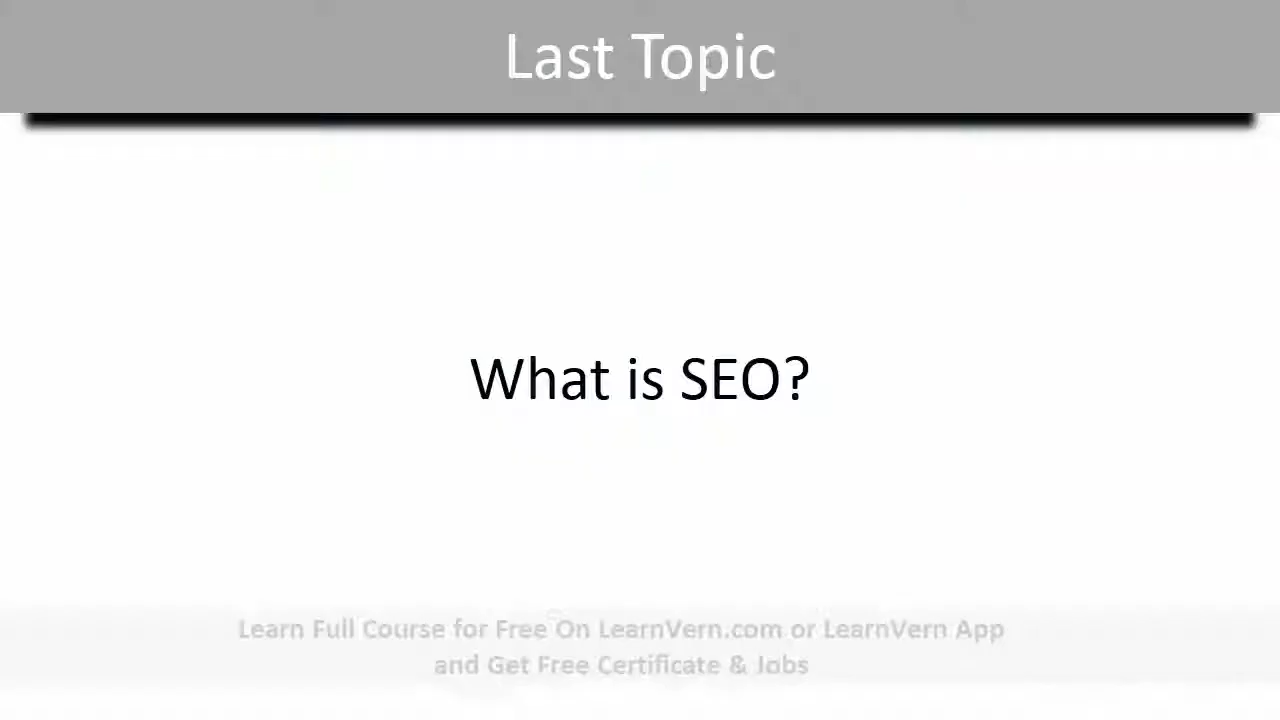 Last Topic
What is SEO?
Learn Full Course for Free On LearnVern.com or LearnVern App
and Get Free Certificate & Jobs